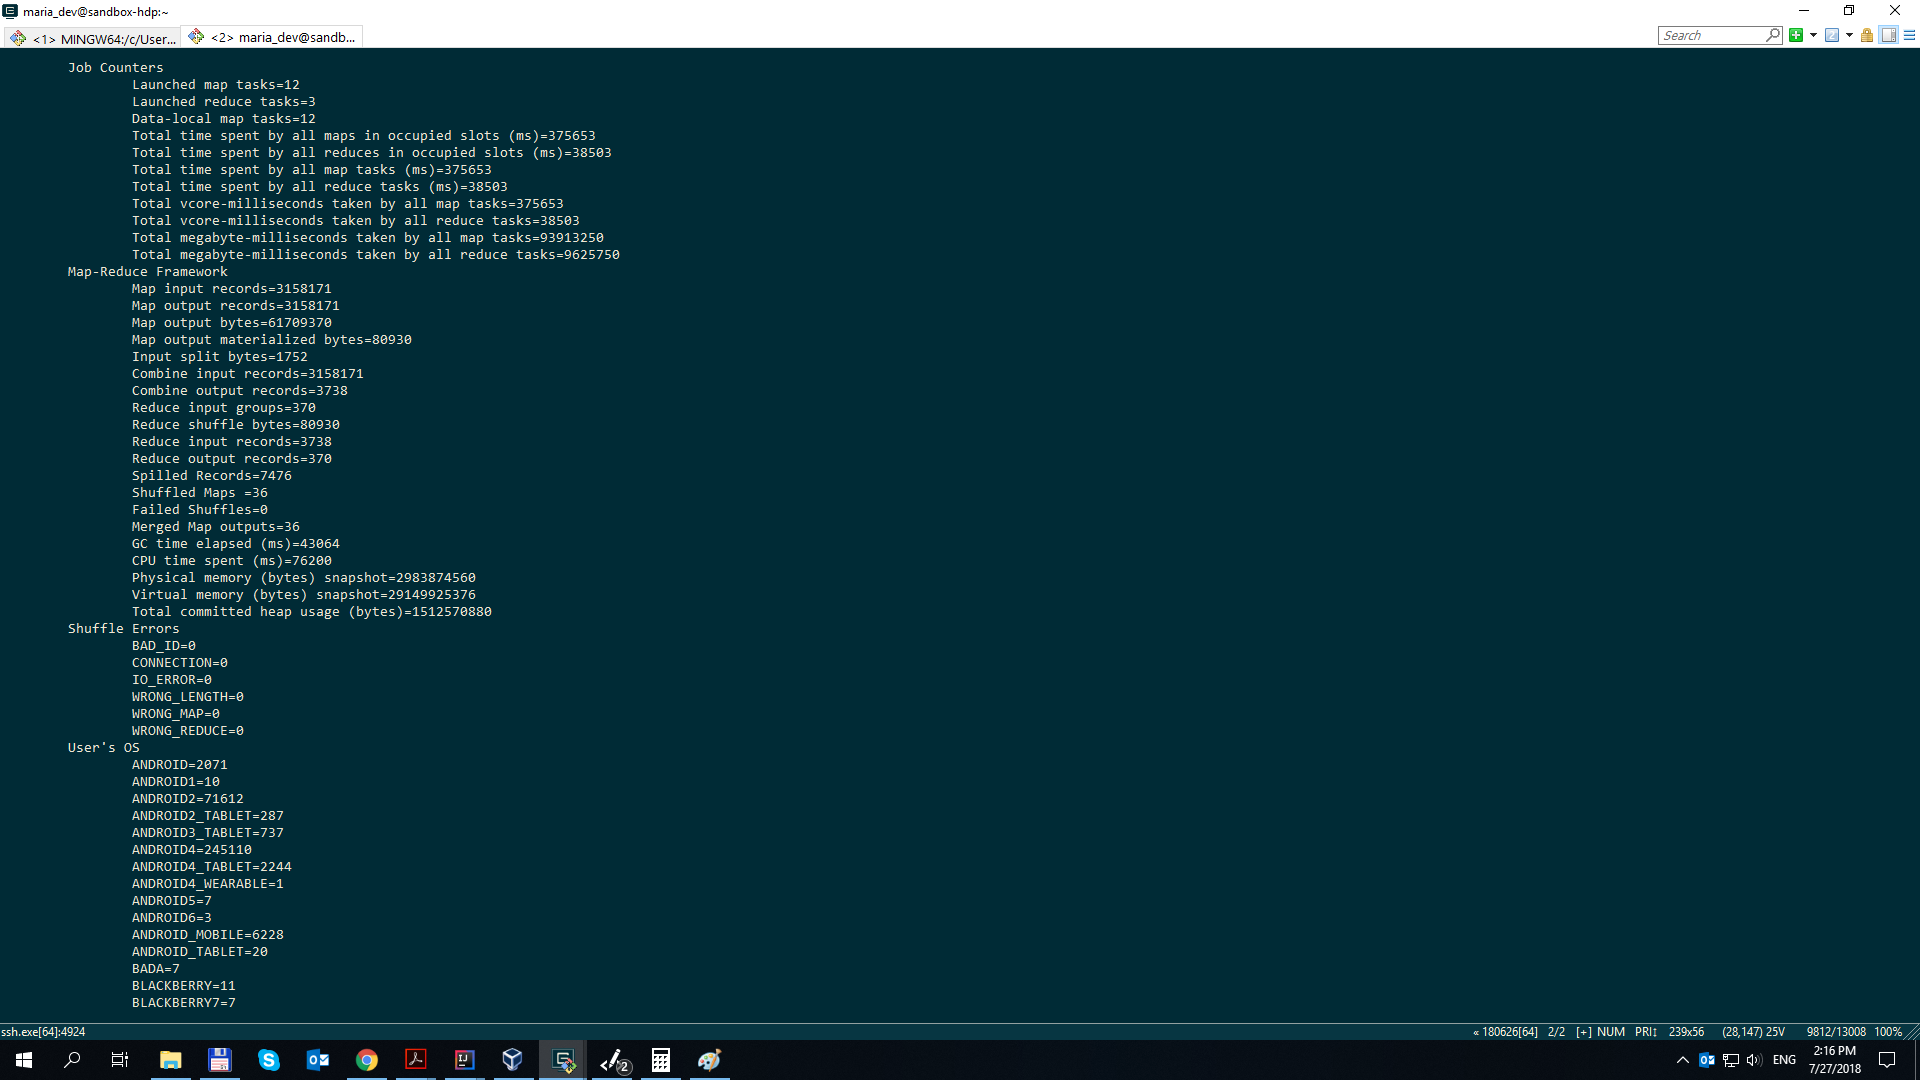 maria_dev@sandbox-hdp:~
<1> MINGW64:/c/User...
<2> maria_dev@sandb...
Search
Job Counters
Launched map tasks=12
Launched reduce tasks=3
Data-local map tasks=12
Total time spent by all maps in occupied slots (ms)=375653
Total time spent by all reduces in occupied slots (ms)=38503
Total time spent by all map tasks (ms)=375653
Total time spent by all reduce tasks (ms)=38503
Total vcore-milliseconds taken by all map tasks=375653
Total vcore-milliseconds taken by all reduce tasks=38503
Total megabyte-milliseconds taken by all map tasks=93913250
Total megabyte-milliseconds taken by all reduce tasks=9625750
Map-Reduce Framework
Map input records=3158171
Map output records=3158171
Map output bytes=61709370
Map output materialized bytes=80930
Input split bytes=1752
Combine input records=3158171
Combine output records=3738
Reduce input groups=370
Reduce shuffle bytes=80930
Reduce input records=3738
Reduce output records=370
Spilled Records=7476
Shuffled Maps =36
Failed Shuffles=0
Merged Map outputs=36
GC time elapsed (ms)=43064
CPU time spent (ms)=76200
Physical memory (bytes) snapshot=2983874560
Virtual memory (bytes) snapshot=29149925376
Total committed heap usage (bytes)=1512570880
Shuffle Errors
BAD_ID=0
CONNECTION=0
IO_ERROR=0
WRONG_LENGTH=0
WRONG_MAP=0
WRONG_REDUCE=0
User's OS
ANDROID=2071
ANDROID1=10
ANDROID2=71612
ANDROID2_TABLET=287
ANDROID3_TABLET=737
ANDROID4=245110
ANDROID4_TABLET=2244
ANDROID4_WEARABLE=1
ANDROID5=7
ANDROID6=3
ANDROID_MOBILE=6228
ANDROID_TABLET=20
BADA=7
BLACKBERRY=11
BLACKBERRY7=7
ssh.exe[64]:4924
« 180626[64] 2/2 [+] NUM PRI↕ 239x56 (28,147) 25V 9812/13008 100%
ENG
2:16 PM
7/27/2018